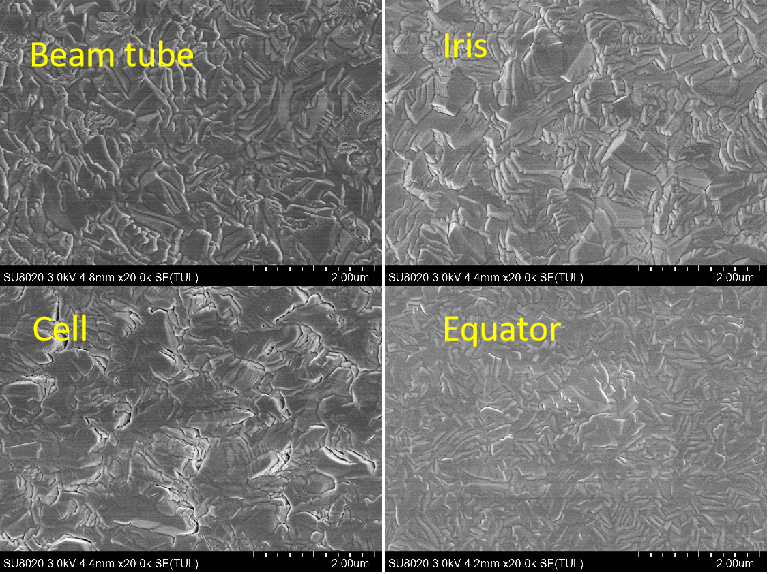 Beam tube
Iris
SU8020 3.0kV 4.8mm x20.0k SE(TUL)
2.00um
SU8020 3.0kV 4.4mm x20.0k SE(TUL)
2.00um
Cell
Equator
SU8020 3.0kV 4.4mm x20.0k SE(TUL)
2.00um
SU8020 3.0kV 4.2mm x20.0k SE(TUL)
2.00um